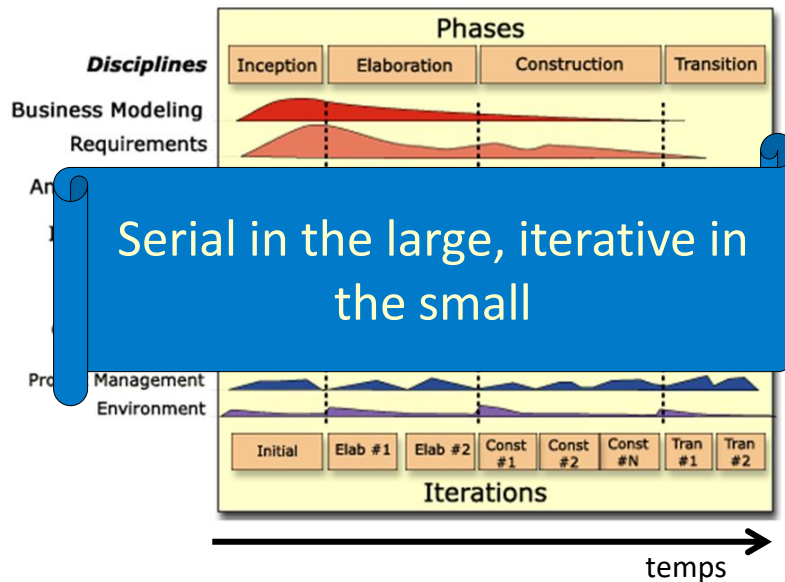 Phases
Disciplines
Inception Elaboration Construction Transition
Business Modeling
Requirements
Serial in the large, iterative in
the small
Management
Environment
Initial Elab #1 Elab #2 Const #1 Const #2 Const #N Tran #1 Tran #2
Iterations
temps